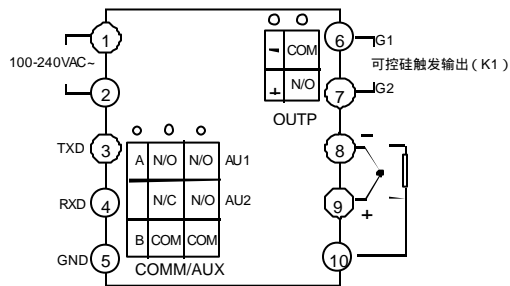 1
100-240VAC~
2
TXD 3
RXD 4
GND 5
- COM
+ N/O
OUTP
6 G1
可控硅触发输出（K1）
7 G2
8 -
9 +
10
A N/O N/O AU1
N/C N/O AU2
B COM COM
COMM/AUX